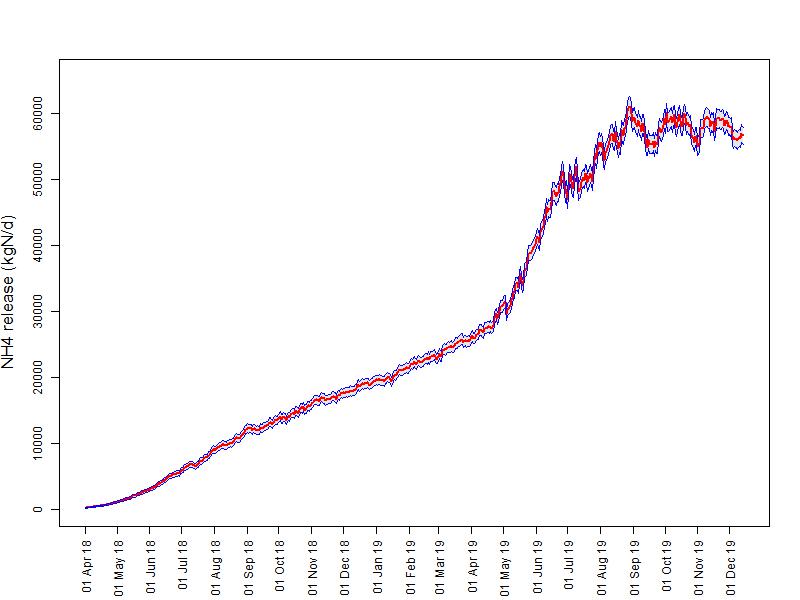 NH4 release (kgN/d)
60000
50000
40000
30000
20000
10000
0
01 Apr 18
01 May 18
01 Jun 18
01 Jul 18
01 Aug 18
01 Sep 18
01 Oct 18
01 Nov 18
01 Dec 18
01 Jan 19
01 Feb 19
01 Mar 19
01 Apr 19
01 May 19
01 Jun 19
01 Jul 19
01 Aug 19
01 Sep 19
01 Oct 19
01 Nov 19
01 Dec 19